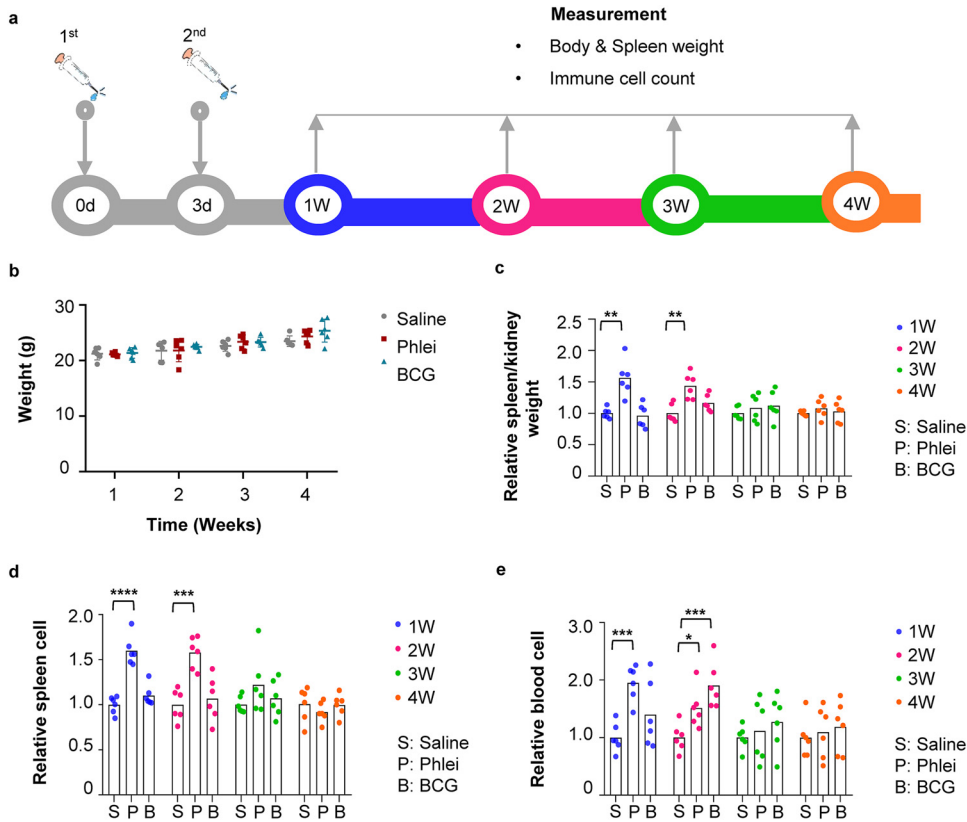 a
Measurement
1st
2nd
• Body & Spleen weight
• Immune cell count
0d
3d
1W
2W
3W
4W
b
30
20
10
0
Weight (g)
1
2
3
4
Time (Weeks)
Saline
Phlei
BCG
c
Relative spleen/kidney
weight
2.5
2.0
1.5
1.0
0.5
0
**
**
S P B
S P B
S P B
S P B
1W
2W
3W
4W
S: Saline
P: Phlei
B: BCG
d
Relative spleen cell
2.0
1.5
1.0
0.5
0
****
***
S P B
S P B
S P B
S P B
1W
2W
3W
4W
S: Saline
P: Phlei
B: BCG
e
Relative blood cell
3.0
2.0
1.0
0
***
***
*
S P B
S P B
S P B
S P B
1W
2W
3W
4W
S: Saline
P: Phlei
B: BCG